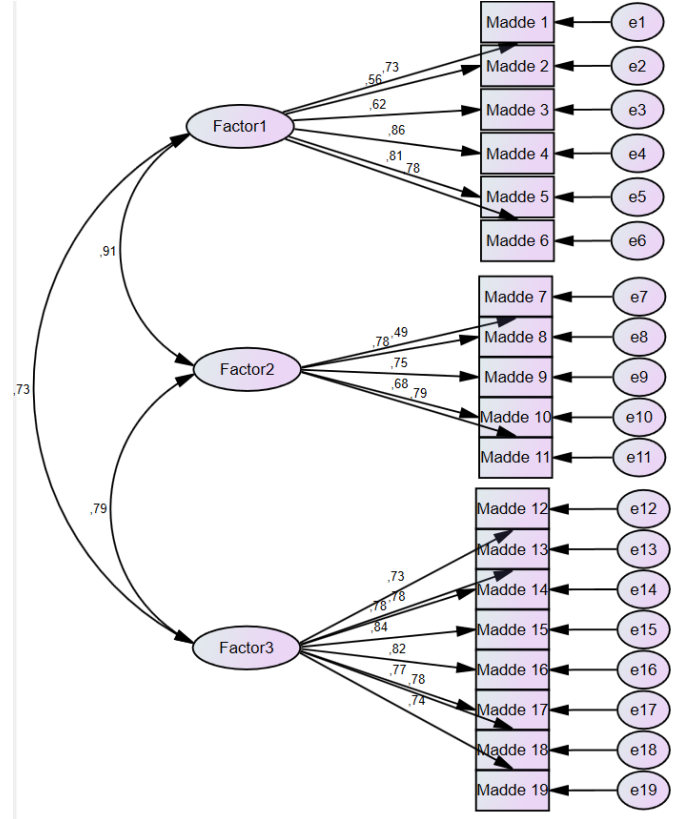 Madde 1
e1
Madde 2
e2
Madde 3
e3
Madde 4
e4
Madde 5
e5
Madde 6
e6
Factor1
,73
,56
,62
,86
,81
,78
,91
Madde 7
e7
Madde 8
e8
Madde 9
e9
Madde 10
e10
Madde 11
e11
Factor2
,49
,78
,75
,68
,79
,73
,79
Madde 12
e12
Madde 13
e13
Madde 14
e14
Madde 15
e15
Madde 16
e16
Madde 17
e17
Madde 18
e18
Madde 19
e19
Factor3
,73
,78
,78
,84
,82
,77
,78
,74